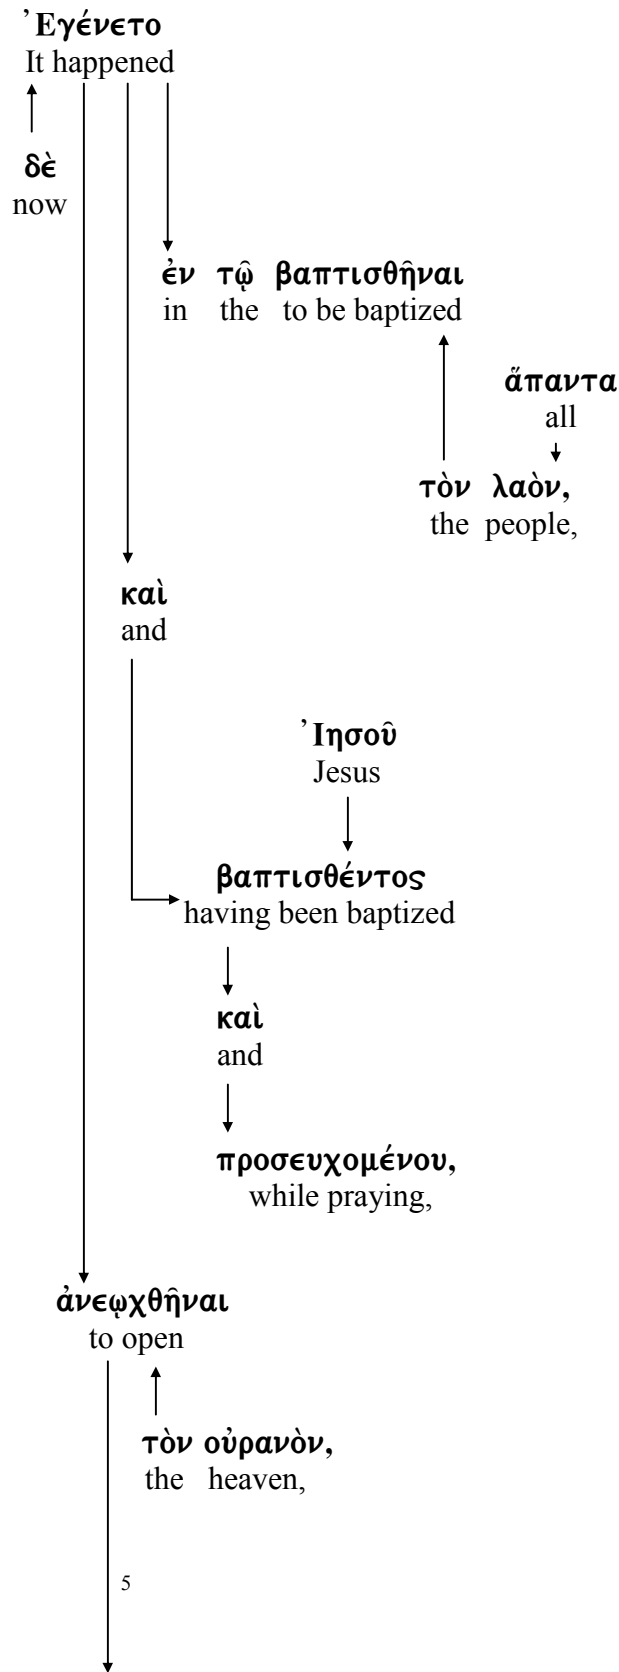 Ἐγένετο
It happened
δὲ
now
ἐν τῷ βαπτισθῆναι
in the to be baptized
ἅπαντα
all
τὸν λαὸν,
the people,
καὶ
and
Ἰησοῦ
Jesus
βαπτισθέντος
having been baptized
καὶ
and
προσευχομένου,
while praying,
ἀνεῳχθῆναι
to open
τὸν οὐρανὸν,
the heaven,
5